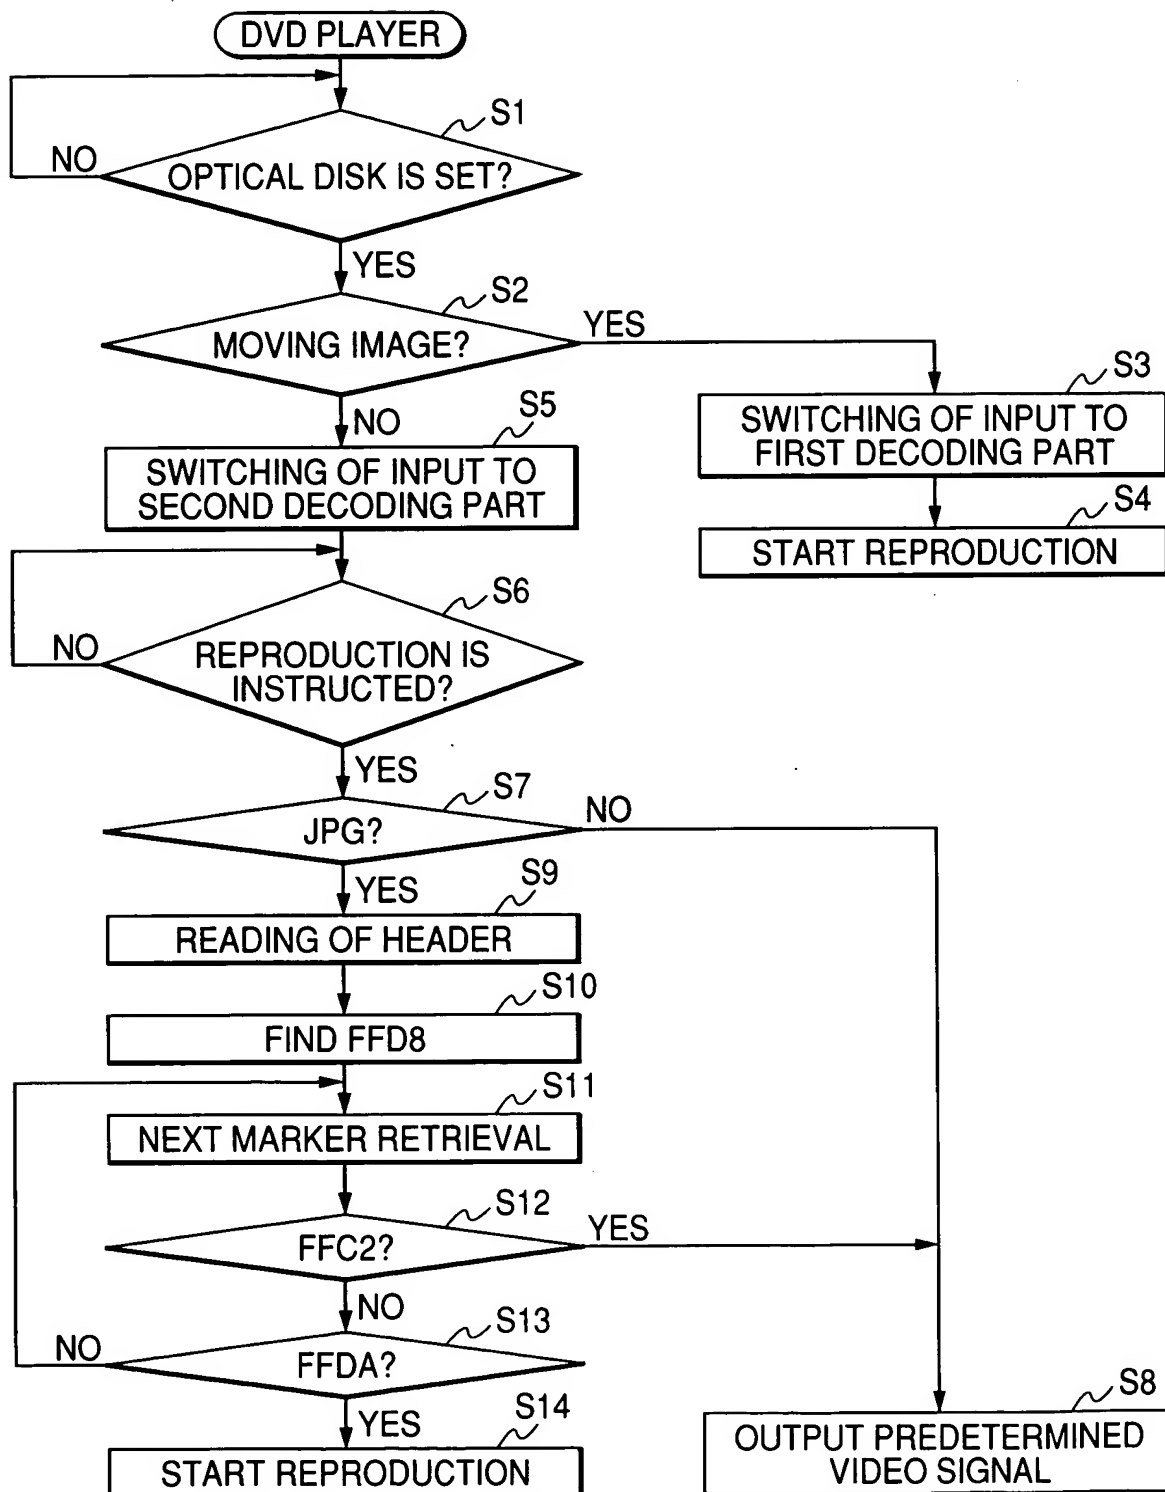 DVD PLAYER
S1
NO
OPTICAL DISK IS SET?
YES
S2
YES
MOVING IMAGE?
S3
NO
S5
SWITCHING OF INPUT TO
FIRST DECODING PART
SWITCHING OF INPUT TO
SECOND DECODING PART
S4
START REPRODUCTION
S6
NO
REPRODUCTION IS
INSTRUCTED?
YES
S7
NO
JPG?
YES
S9
READING OF HEADER
S10
FIND FFD8
S11
NEXT MARKER RETRIEVAL
S12
YES
FFC2?
NO
S13
NO
FFDA?
YES
S14
START REPRODUCTION
S8
OUTPUT PREDETERMINED
VIDEO SIGNAL